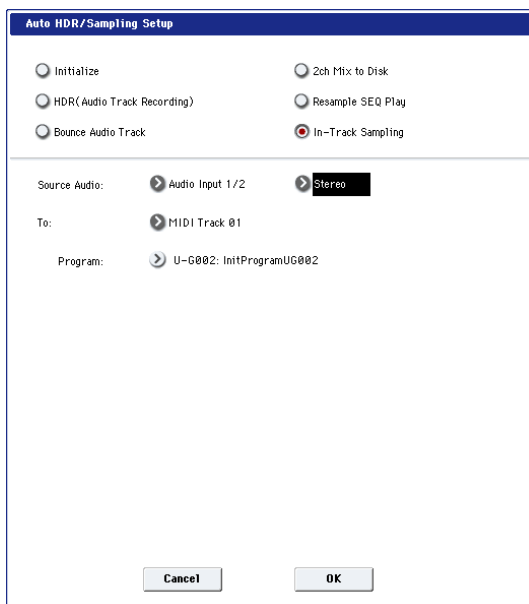 Auto HDR/Sampling Setup
Initialize
2ch Mix to Disk
HDR(Audio Track Recording)
Resample SEQ Play
Bounce Audio Track
In-Track Sampling
Source Audio: Audio Input 1/2 Stereo
To: MIDI Track 01
Program: U-G002: InitProgramUG002
Cancel OK